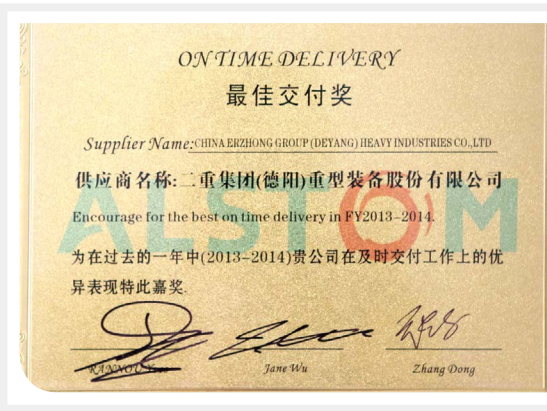 ON TIME DELIVERY
最佳交付奖
Supplier Name:CHINA ERZHONG GROUP (DEYANG) HEAVY INDUSTRIES CO.,LTD
供应商名称:二重集团(德阳)重型装备股份有限公司
Encourage for the best on time delivery in FY2013-2014.
ALSTOM
为在过去的一年中(2013-2014)贵公司在及时交付工作上的优
异表现特此嘉奖.
RANNOU
Jane Wu
Zhang Dong